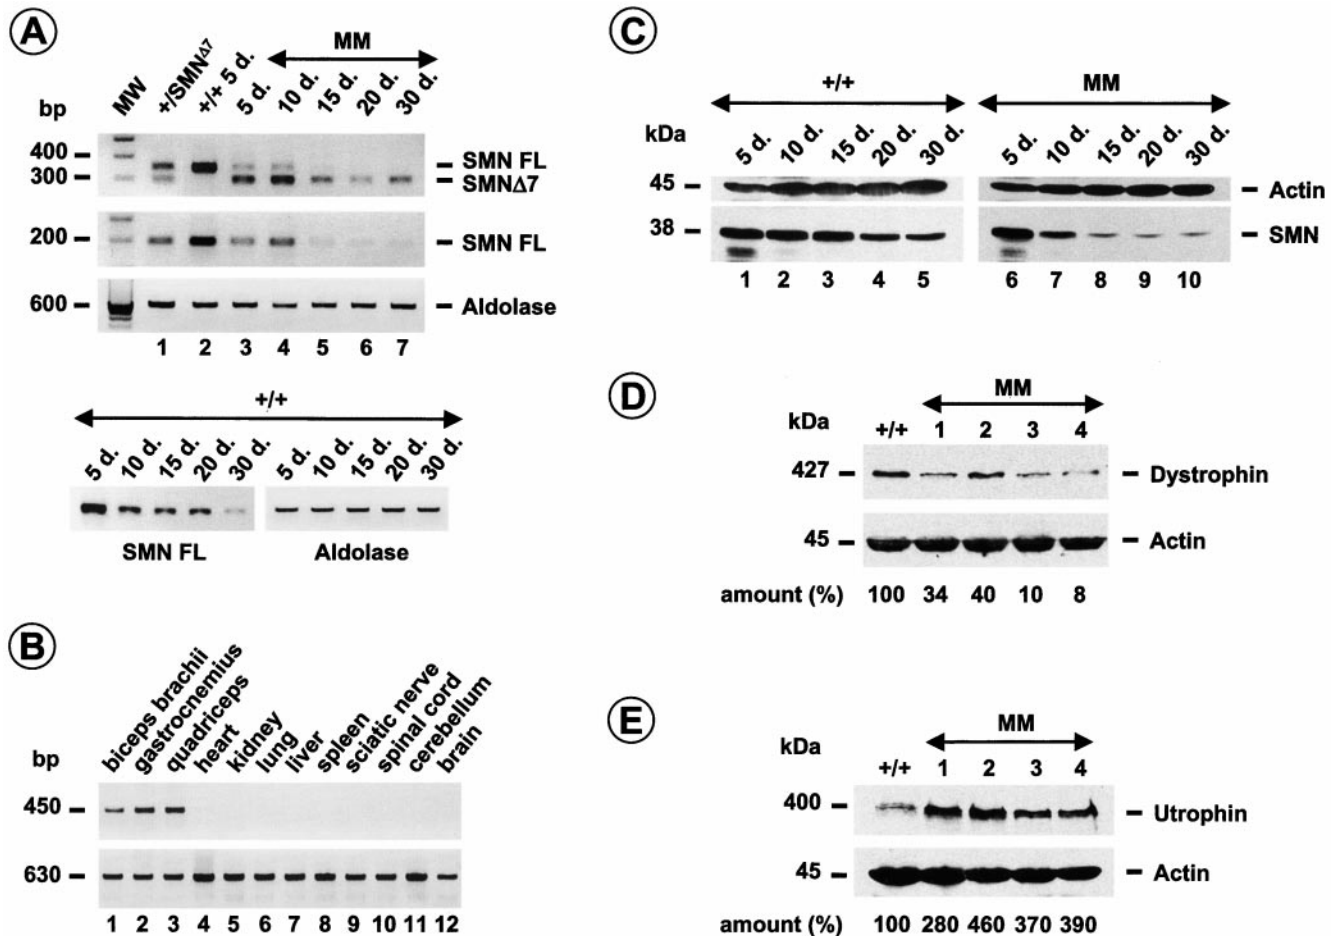 A
MM
MW
+/SMN^Δ7
+/+ 5 d.
5 d.
10 d.
15 d.
20 d.
30 d.
bp
400
300
SMN FL
SMNΔ7
200
SMN FL
600
Aldolase
1 2 3 4 5 6 7
+/+
5 d. 10 d. 15 d. 20 d. 30 d. 5 d. 10 d. 15 d. 20 d. 30 d.
SMN FL Aldolase
B
biceps brachii
gastrocnemius
quadriceps
heart
kidney
lung
liver
spleen
sciatic nerve
spinal cord
cerebellum
brain
bp
450
630
1 2 3 4 5 6 7 8 9 10 11 12
C
+/+ MM
kDa
5 d. 10 d. 15 d. 20 d. 30 d. 5 d. 10 d. 15 d. 20 d. 30 d.
45 Actin
38 SMN
1 2 3 4 5 6 7 8 9 10
D
MM
kDa
+/+ 1 2 3 4
427 Dystrophin
45 Actin
amount (%) 100 34 40 10 8
E
MM
kDa
+/+ 1 2 3 4
400 Utrophin
45 Actin
amount (%) 100 280 460 370 390